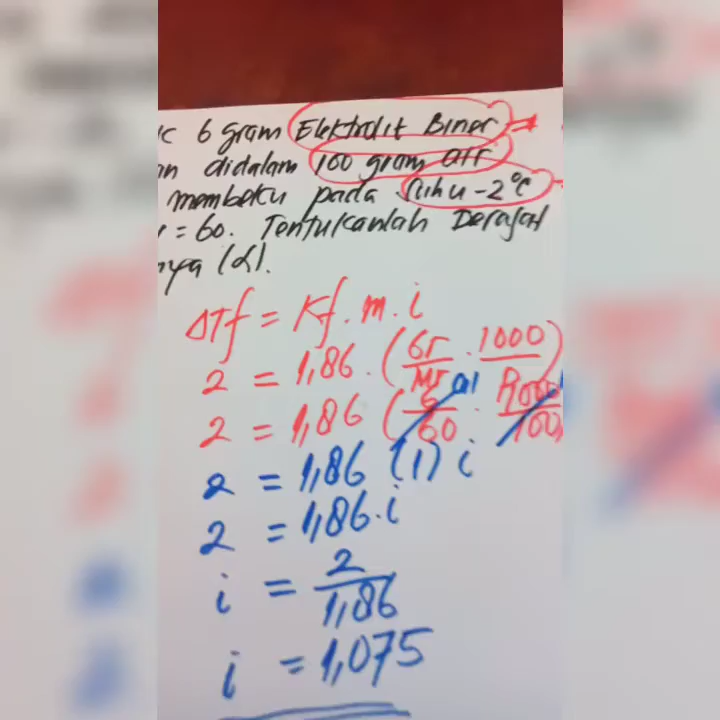 6 gram Elektrolit Biner ⇒
didalam 100 gram air
membeku pada suhu -2°C
= 60. Tentukanlah Derajat
nya (α).
ΔTf = Kf. m. i
2 = 1,86. (Gr/Mr . 1000/P)
2 = 1,86 (6/60 . 1000/100
2 = 1,86 (1) i
2 = 1,86.i
i = 2/1,86
i = 1,075